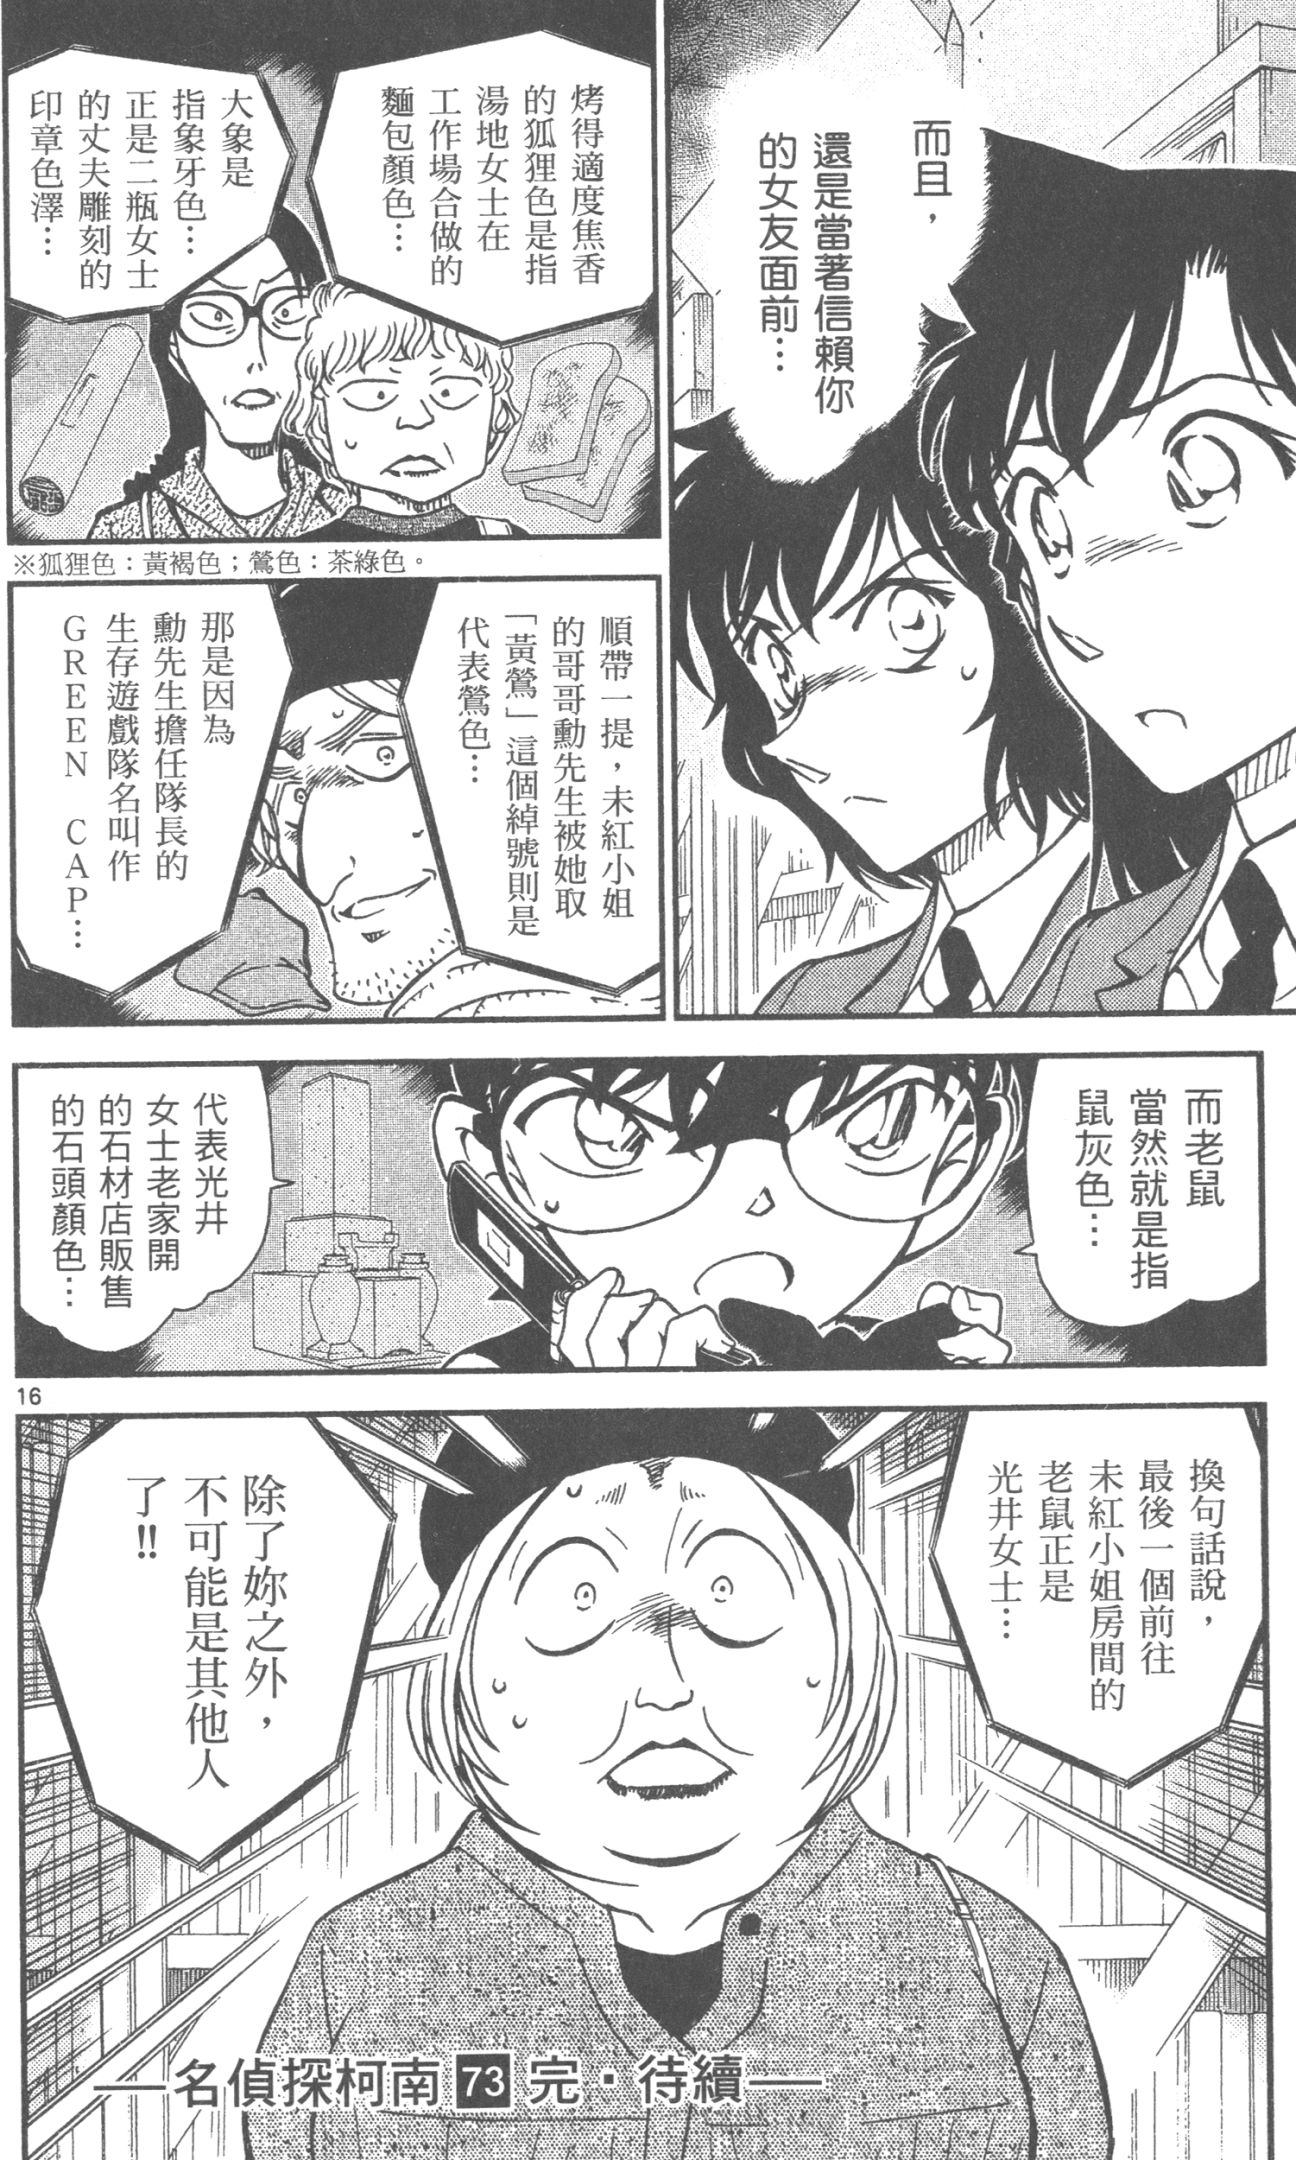 而且，
還是當著信賴你
的女友面前⋯
烤得適度焦香
的狐狸色是指
湯地女士在
工作場合做的
麵包顏色⋯
大象是
指象牙色⋯
正是二瓶女士
的丈夫雕刻的
印章色澤⋯
※狐狸色：黃褐色；鶯色：茶綠色。
順帶一提，未紅小姐
的哥哥勳先生被她取
「黃鶯」這個綽號則是
代表鶯色⋯
那是因為
勳先生擔任隊長的
生存遊戲隊名叫作
GREEN CAP⋯
而老鼠
當然就是指
鼠灰色⋯
代表光井
女士老家開
的石材店販售
的石頭顏色⋯
16
換句話說，
最後一個前往
未紅小姐房間的
老鼠正是
光井女士⋯
除了妳之外，
不可能是其他人
了!!
—名偵探柯南73完・待續—